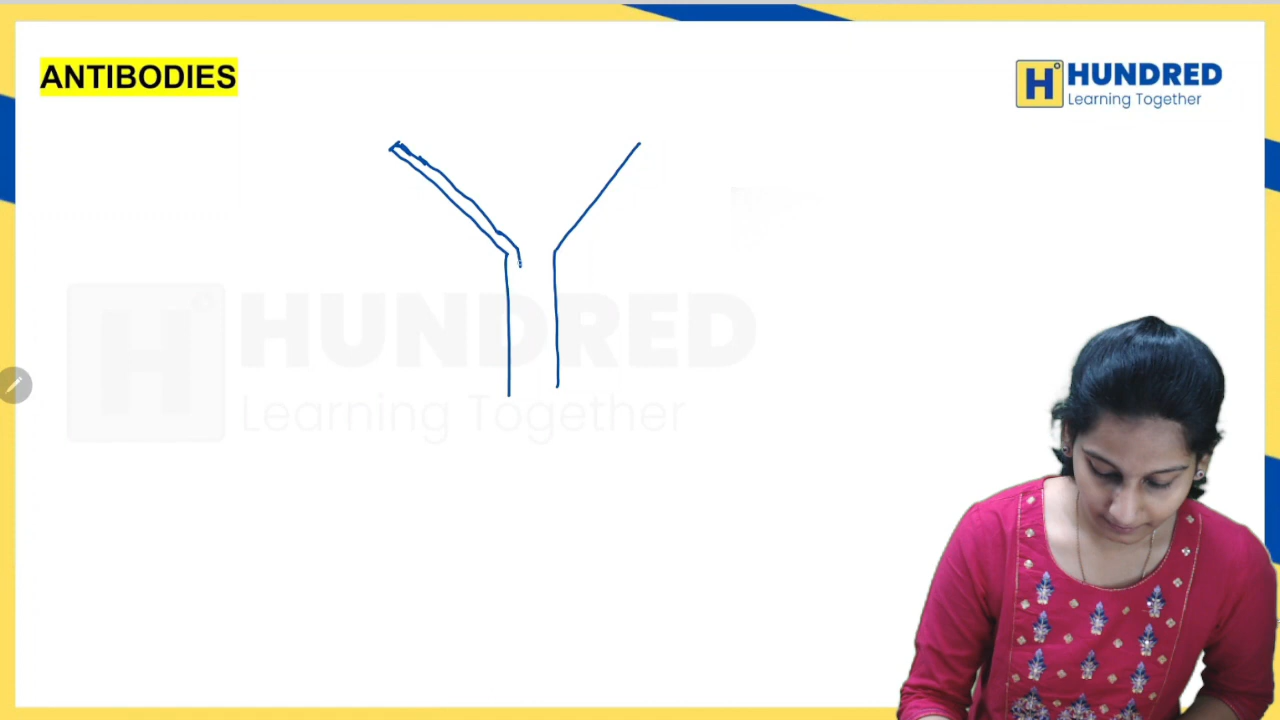 ANTIBODIES
H HUNDRED
Learning Together
H HUNDRED
Learning Together